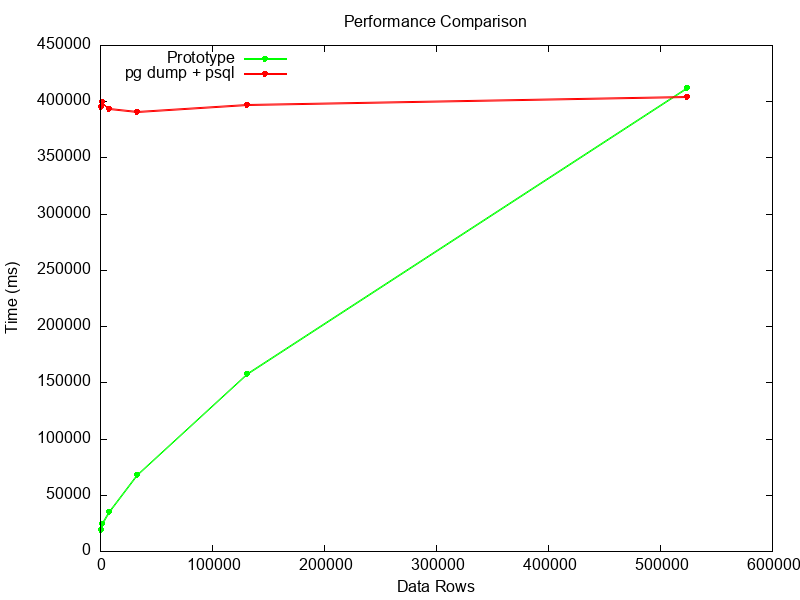 Performance Comparison
450000
400000
350000
300000
250000
200000
150000
100000
50000
0
Time (ms)
Prototype
pg dump + psql
0 100000 200000 300000 400000 500000 600000
Data Rows